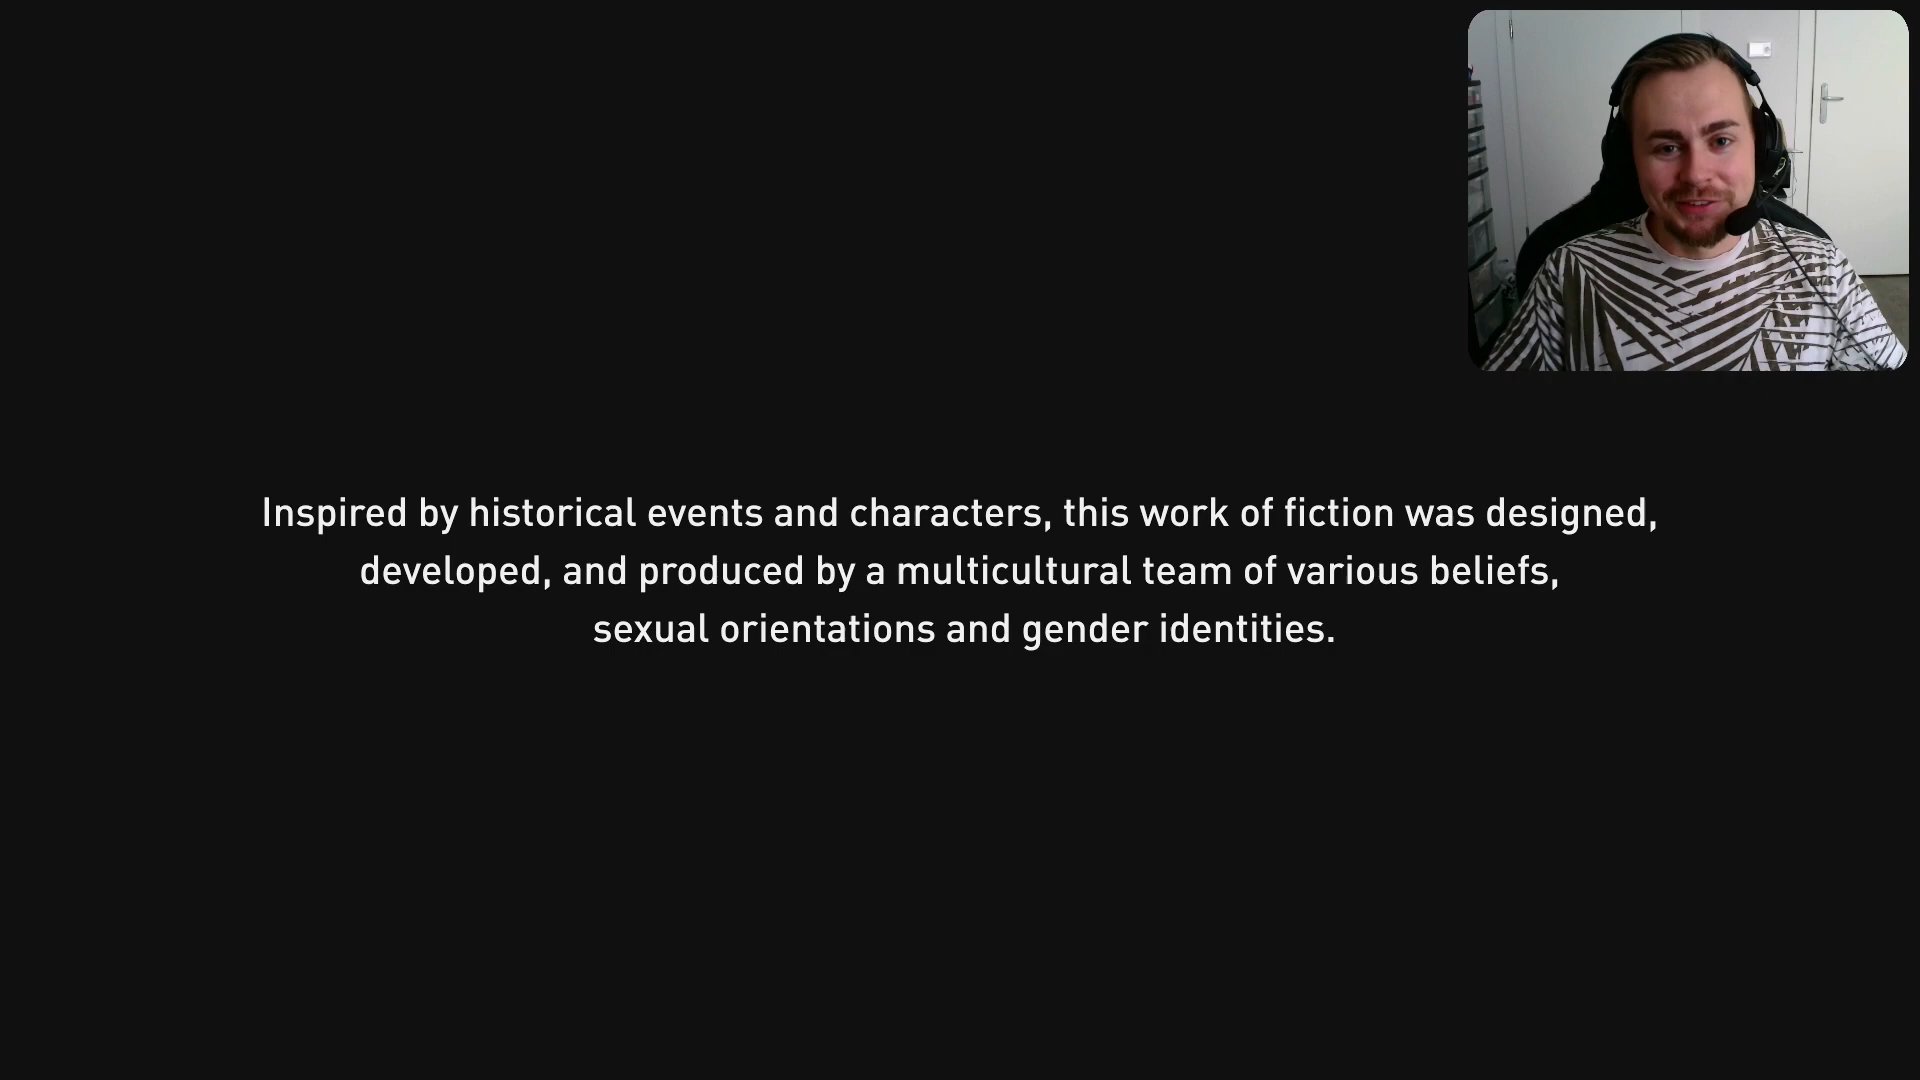 Inspired by historical events and characters, this work of fiction was designed,
developed, and produced by a multicultural team of various beliefs,
sexual orientations and gender identities.